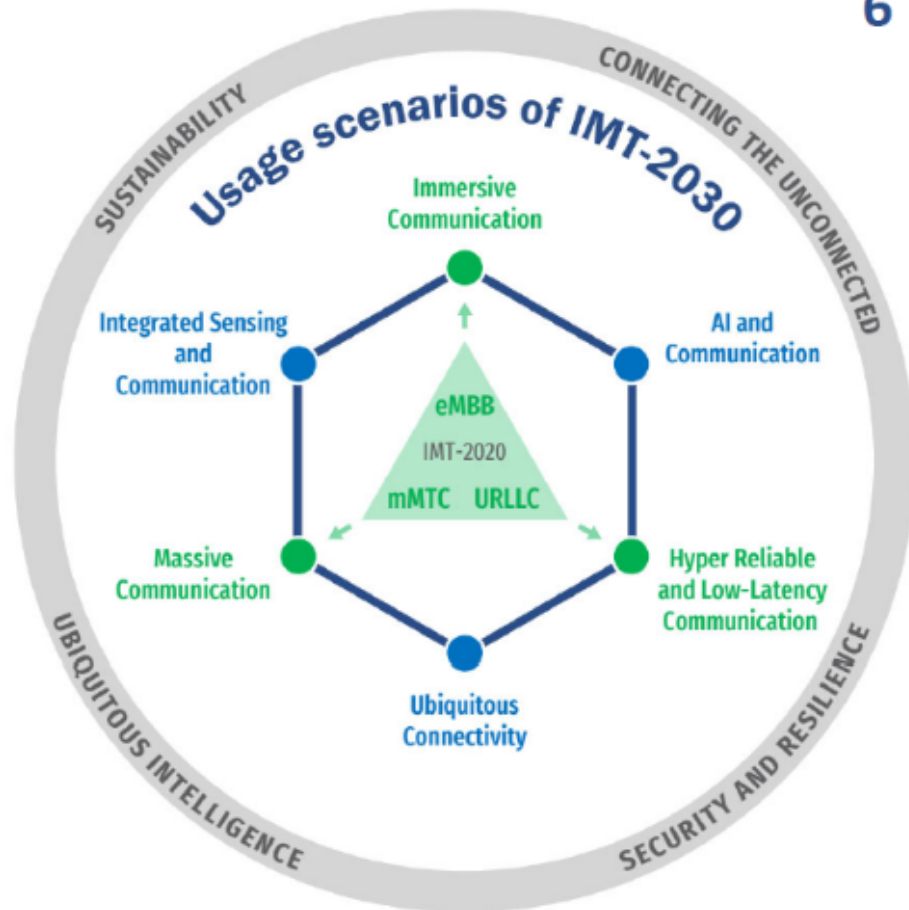 6
SUSTAINABILITY
CONNECTING THE UNCONNECTED
Usage scenarios of IMT-2030
Immersive
Communication
Integrated Sensing
and
Communication
AI and
Communication
eMBB
IMT-2020
mMTC URLLC
Massive
Communication
Hyper Reliable
and Low-Latency
Communication
Ubiquitous
Connectivity
UBIQUITOUS INTELLIGENCE
SECURITY AND RESILIENCE